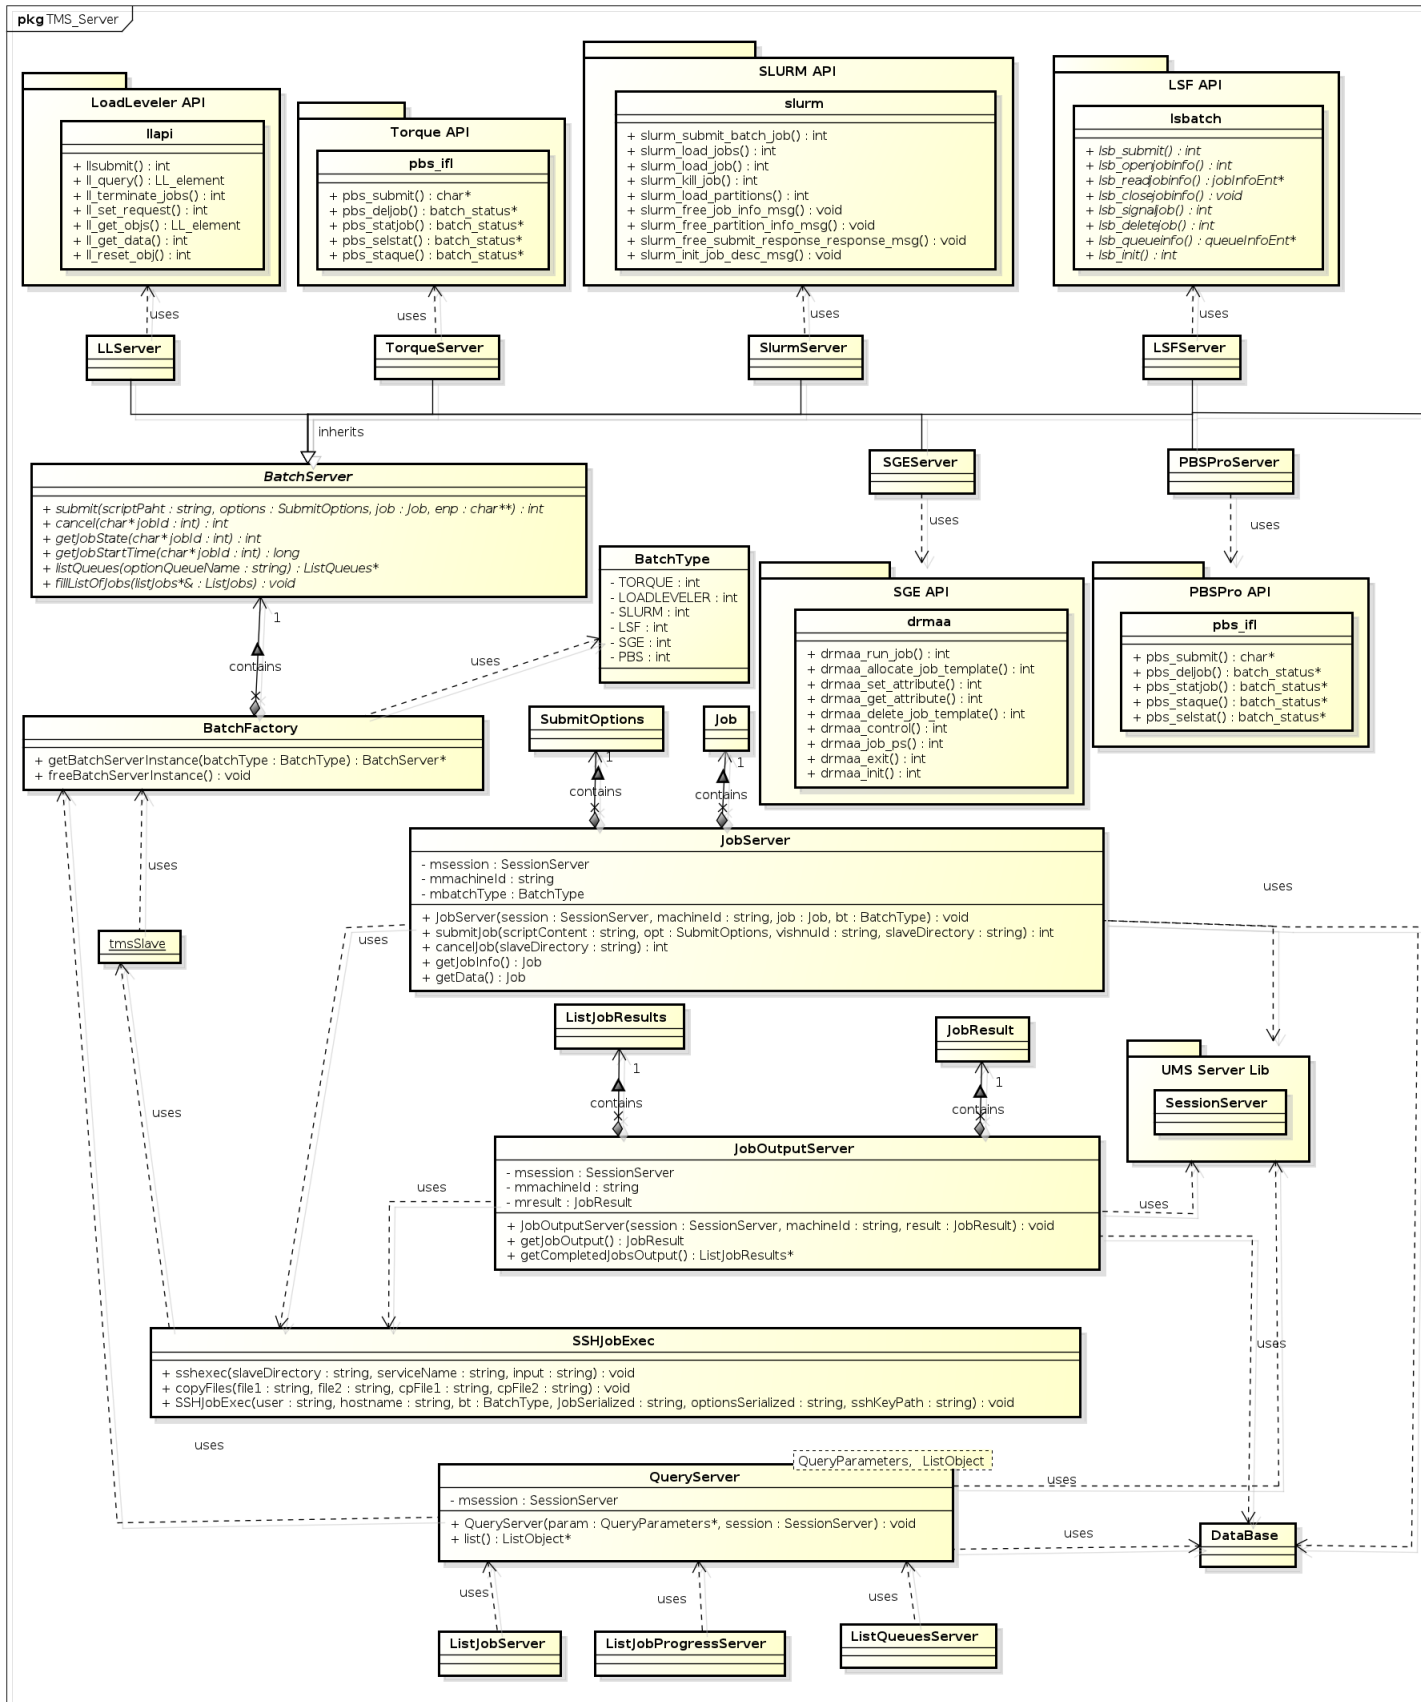 pkg TMS_Server
LoadLeveler API
llapi
+ llsubmit() : int
+ ll_query() : LL_element
+ ll_terminate_jobs() : int
+ ll_set_request() : int
+ ll_get_objs() : LL_element
+ ll_get_data() : int
+ ll_reset_obj() : int
Torque API
pbs_ifl
+ pbs_submit() : char*
+ pbs_deljob() : batch_status*
+ pbs_statjob() : batch_status*
+ pbs_selstat() : batch_status*
+ pbs_staque() : batch_status*
SLURM API
slurm
+ slurm_submit_batch_job() : int
+ slurm_load_jobs() : int
+ slurm_load_job() : int
+ slurm_kill_job() : int
+ slurm_load_partitions() : int
+ slurm_free_job_info_msg() : void
+ slurm_free_partition_info_msg() : void
+ slurm_free_submit_response_response_msg() : void
+ slurm_init_job_desc_msg() : void
LSF API
lsbatch
+ lsb_submit() : int
+ lsb_openjobinfo() : int
+ lsb_readjobinfo() : jobInfoEnt*
+ lsb_closejobinfo() : void
+ lsb_signaljob() : int
+ lsb_deletejob() : int
+ lsb_queueinfo() : queueInfoEnt*
+ lsb_init() : int
uses
uses
uses
uses
LLServer
TorqueServer
SlurmServer
LSFServer
inherits
BatchServer
+ submit(scriptPaht : string, options : SubmitOptions, job : Job, enp : char**) : int
+ cancel(char* jobId : int) : int
+ getJobState(char* jobId : int) : int
+ getJobStartTime(char* jobId : int) : long
+ listQueues(optionQueueName : string) : ListQueues*
+ fillListOfJobs(listJobs*& : ListJobs) : void
SGEServer
PBSProServer
uses
uses
BatchType
- TORQUE : int
- LOADLEVELER : int
- SLURM : int
- LSF : int
- SGE : int
- PBS : int
SGE API
drmaa
+ drmaa_run_job() : int
+ drmaa_allocate_job_template() : int
+ drmaa_set_attribute() : int
+ drmaa_get_attribute() : int
+ drmaa_delete_job_template() : int
+ drmaa_control() : int
+ drmaa_job_ps() : int
+ drmaa_exit() : int
+ drmaa_init() : int
PBSPro API
pbs_ifl
+ pbs_submit() : char*
+ pbs_deljob() : batch_status*
+ pbs_statjob() : batch_status*
+ pbs_staque() : batch_status*
+ pbs_selstat() : batch_status*
1
contains
uses
BatchFactory
+ getBatchServerInstance(batchType : BatchType) : BatchServer*
+ freeBatchServerInstance() : void
SubmitOptions
Job
1
contains
1
contains
JobServer
- msession : SessionServer
- mmachineId : string
- mbatchType : BatchType
+ JobServer(session : SessionServer, machineId : string, job : Job, bt : BatchType) : void
+ submitJob(scriptContent : string, opt : SubmitOptions, vishnuId : string, slaveDirectory : string) : int
+ cancelJob(slaveDirectory : string) : int
+ getJobInfo() : Job
+ getData() : Job
uses
uses
uses
tmsSlave
ListJobResults
JobResult
1
contains
1
contains
UMS Server Lib
SessionServer
uses
JobOutputServer
- msession : SessionServer
- mmachineId : string
- mresult : JobResult
+ JobOutputServer(session : SessionServer, machineId : string, result : JobResult) : void
+ getJobOutput() : JobResult
+ getCompletedJobsOutput() : ListJobResults*
uses
uses
uses
SSHJobExec
+ sshexec(slaveDirectory : string, serviceName : string, input : string) : void
+ copyFiles(file1 : string, file2 : string, cpFile1 : string, cpFile2 : string) : void
+ SSHJobExec(user : string, hostname : string, bt : BatchType, JobSerialized : string, optionsSerialized : string, sshKeyPath : string) : void
uses
QueryParameters, ListObject
QueryServer
- msession : SessionServer
+ QueryServer(param : QueryParameters*, session : SessionServer) : void
+ list() : ListObject*
uses
uses
DataBase
uses
uses
uses
ListJobServer
ListJobProgressServer
ListQueuesServer